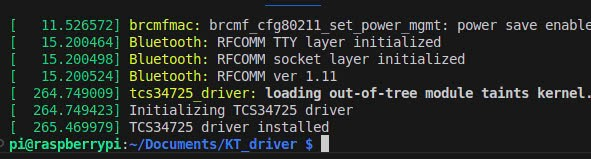 [   11.526572] brcmfmac: brcmf_cfg80211_set_power_mgmt: power save enable
[   15.200464] Bluetooth: RFCOMM TTY layer initialized
[   15.200498] Bluetooth: RFCOMM socket layer initialized
[   15.200524] Bluetooth: RFCOMM ver 1.11
[  264.749009] tcs34725_driver: loading out-of-tree module taints kernel.
[  264.749423] Initializing TCS34725 driver
[  265.469979] TCS34725 driver installed
pi@raspberrypi:~/Documents/KT_driver $